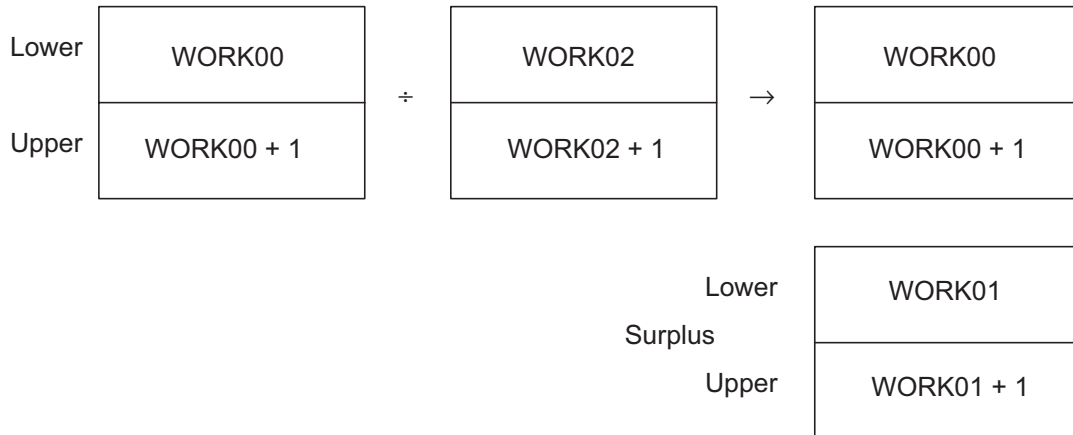 Lower WORK00 WORK02 WORK00
÷ →
Upper WORK00 + 1 WORK02 + 1 WORK00 + 1
Lower WORK01
Surplus
Upper WORK01 + 1